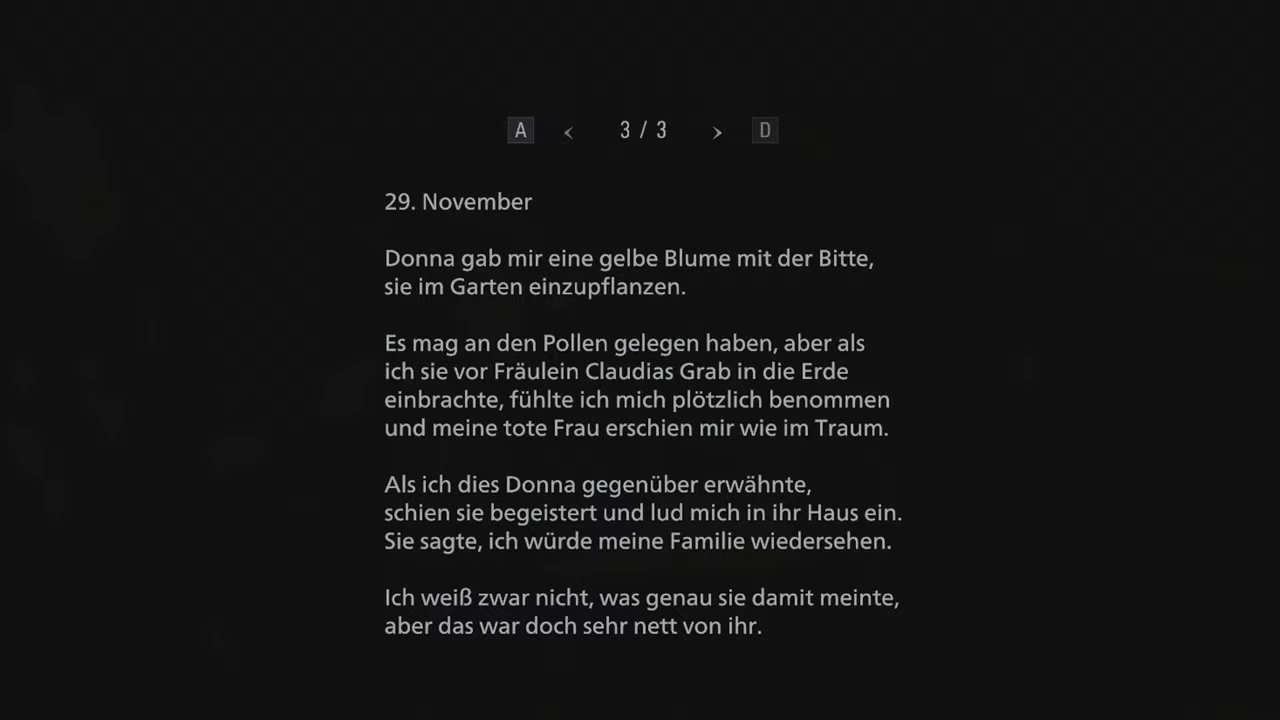 A < 3 / 3 > D
29. November
Donna gab mir eine gelbe Blume mit der Bitte,
sie im Garten einzupflanzen.
Es mag an den Pollen gelegen haben, aber als
ich sie vor Fräulein Claudias Grab in die Erde
einbrachte, fühlte ich mich plötzlich benommen
und meine tote Frau erschien mir wie im Traum.
Als ich dies Donna gegenüber erwähnte,
schien sie begeistert und lud mich in ihr Haus ein.
Sie sagte, ich würde meine Familie wiedersehen.
Ich weiß zwar nicht, was genau sie damit meinte,
aber das war doch sehr nett von ihr.